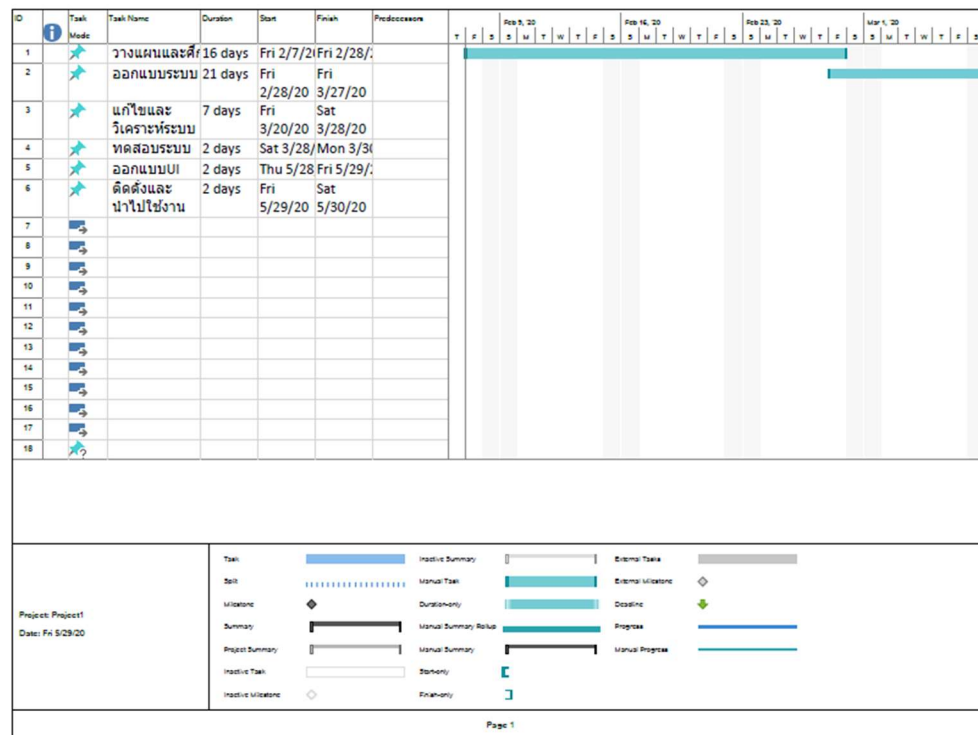 ID Task Mode Task Name Duration Start Finish Predecessors
Feb 9, '20 Feb 16, '20 Feb 23, '20 Mar 1, '20
T F S S M T W T F S S M T W T F S S M T W T F S S M T W T F S
1 วางแผนและศึก 16 days Fri 2/7/2 Fri 2/28/
2 ออกแบบระบบ 21 days Fri 2/28/20 Fri 3/27/20
3 แก้ไขและ วิเคราะห์ระบบ 7 days Fri 3/20/20 Sat 3/28/20
4 ทดสอบระบบ 2 days Sat 3/28/ Mon 3/30
5 ออกแบบUI 2 days Thu 5/28 Fri 5/29/
6 ติดตั้งและ นำไปใช้งาน 2 days Fri 5/29/20 Sat 5/30/20
7
8
9
10
11
12
13
14
15
16
17
18
Project: Project1
Date: Fri 5/29/20
Task Inactive Summary External Tasks
Split Manual Task External Milestone
Milestone Duration-only Deadline
Summary Manual Summary Rollup Progress
Project Summary Manual Summary Manual Progress
Inactive Task Start-only
Inactive Milestone Finish-only
Page 1